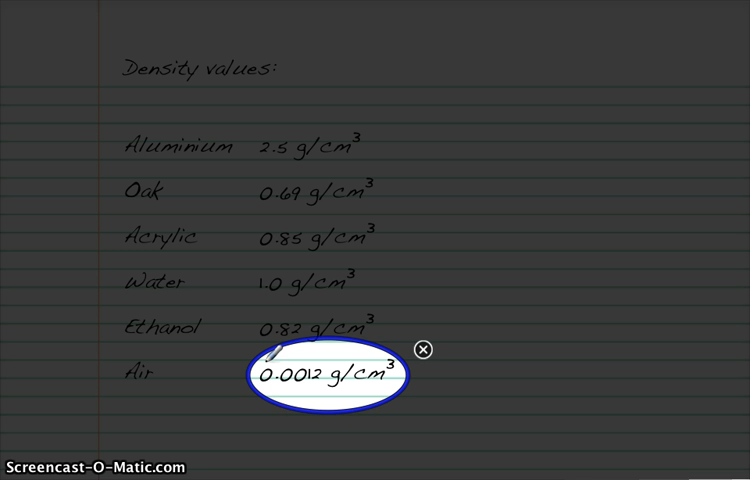 Density values:
Aluminium 2.5 g/cm³
Oak 0.69 g/cm³
Acrylic 0.85 g/cm³
Water 1.0 g/cm³
Ethanol 0.82 g/cm³
Air 0.0012 g/cm³
Screencast-O-Matic.com